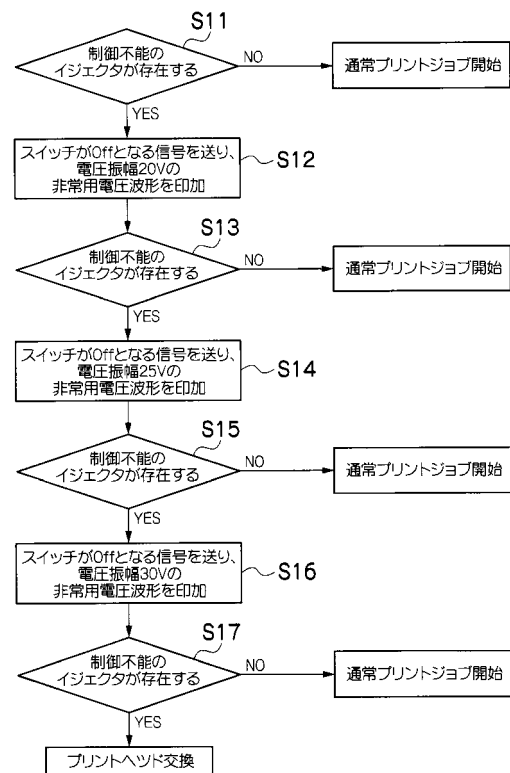 S11
制御不能の
イジェクタが存在する
NO
通常プリントジョブ開始
YES
スイッチがOffとなる信号を送り、
電圧振幅20Vの
非常用電圧波形を印加
S12
S13
制御不能の
イジェクタが存在する
NO
通常プリントジョブ開始
YES
スイッチがOffとなる信号を送り、
電圧振幅25Vの
非常用電圧波形を印加
S14
S15
制御不能の
イジェクタが存在する
NO
通常プリントジョブ開始
YES
スイッチがOffとなる信号を送り、
電圧振幅30Vの
非常用電圧波形を印加
S16
S17
制御不能の
イジェクタが存在する
NO
通常プリントジョブ開始
YES
プリントヘッド交換